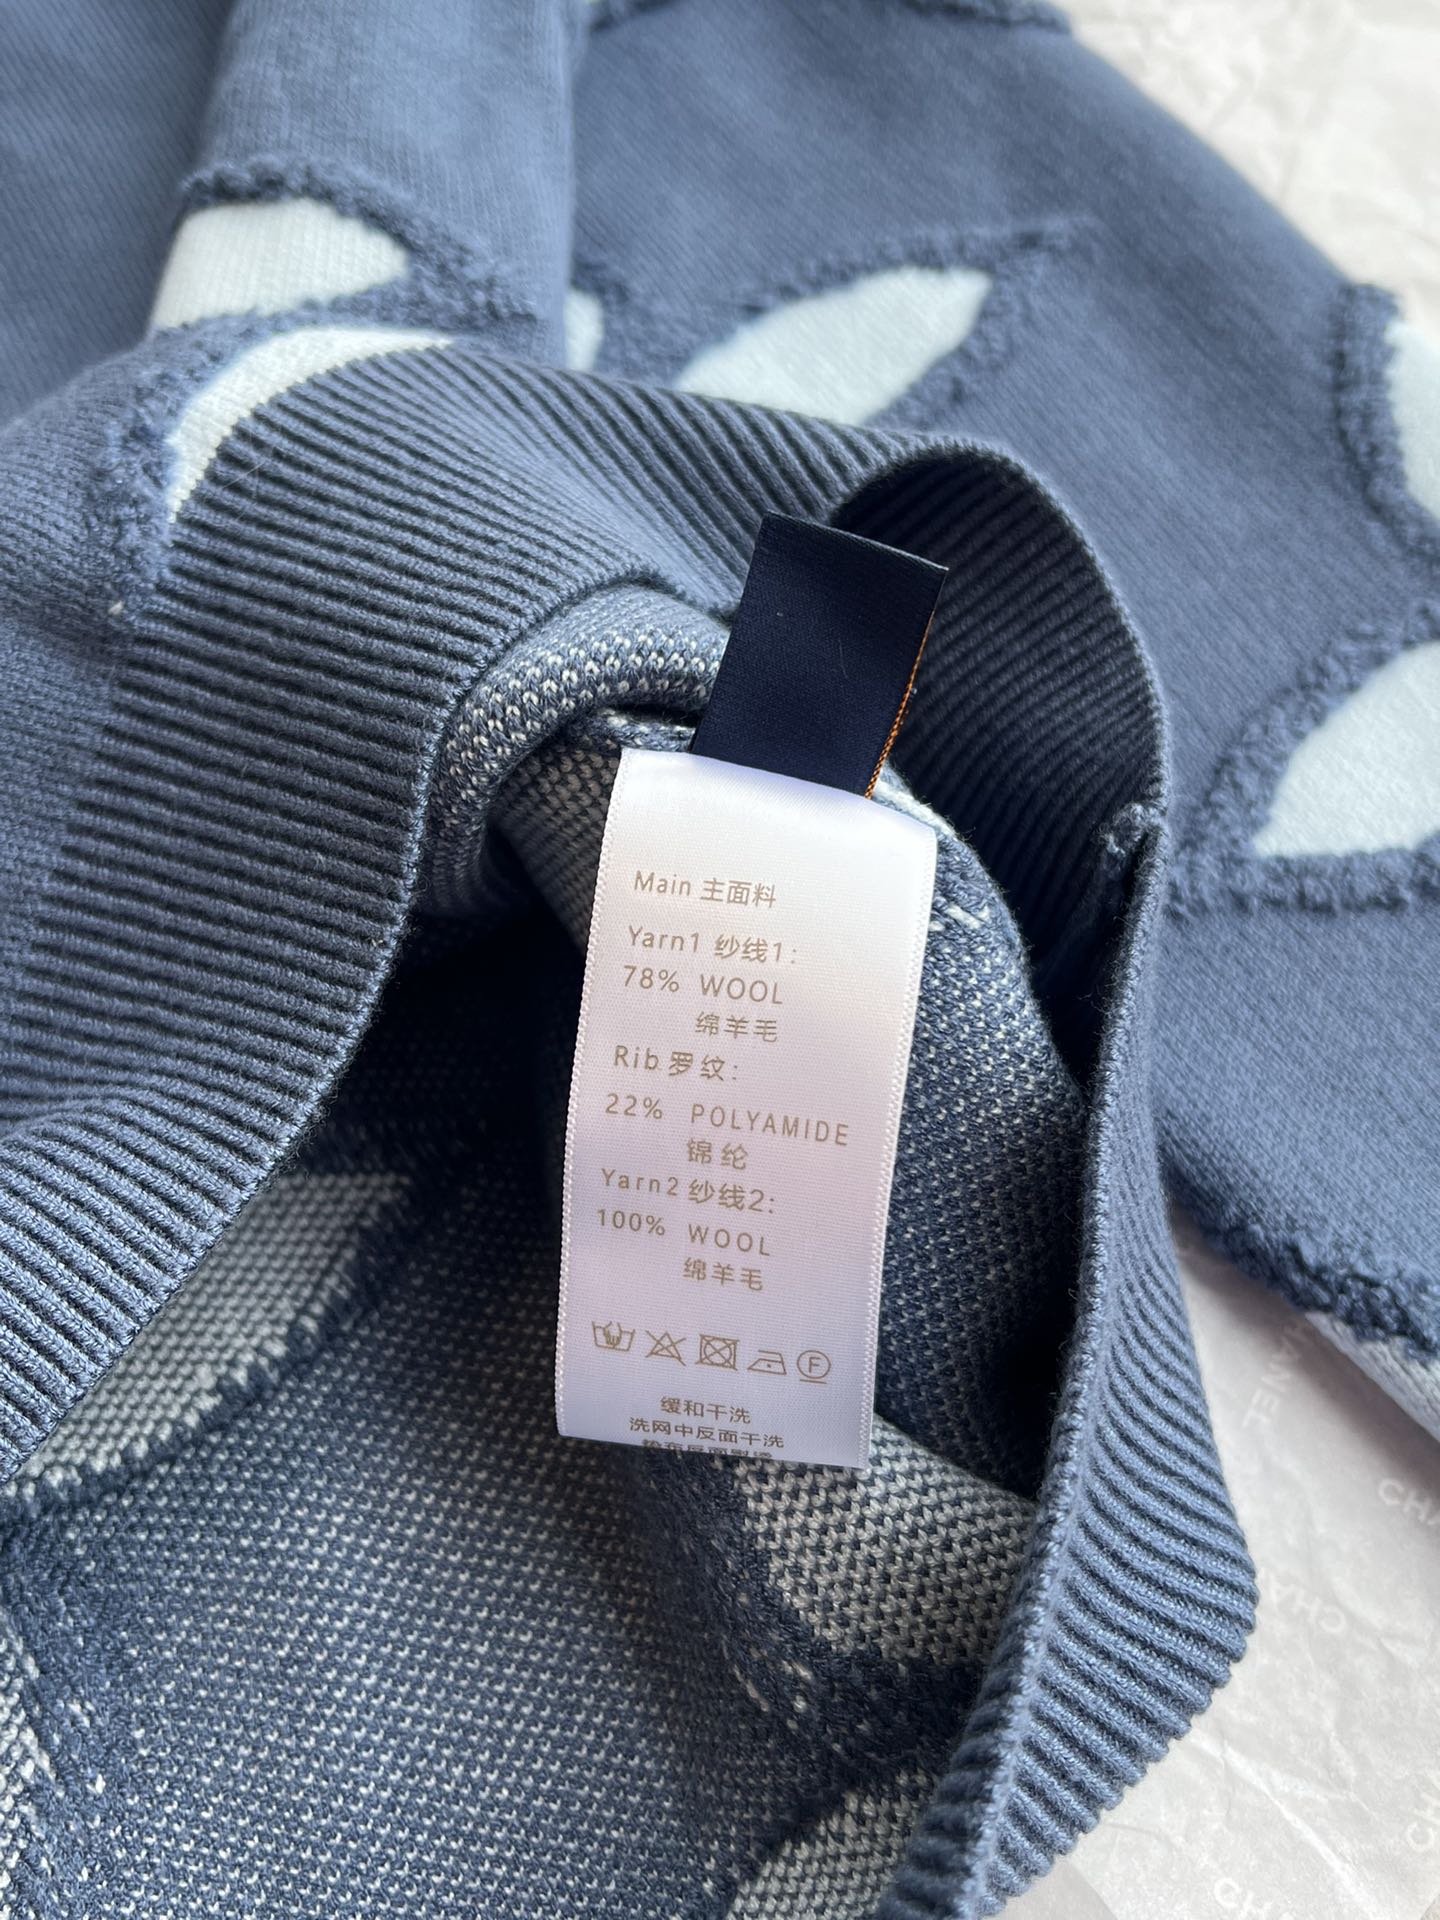 Main 主面料
Yarn1 纱线1:
78% WOOL
绵羊毛
Rib 罗纹:
22% POLYAMIDE
锦纶
Yarn2 纱线2:
100% WOOL
绵羊毛
F
缓和干洗
洗网中反面干洗
CHANEL